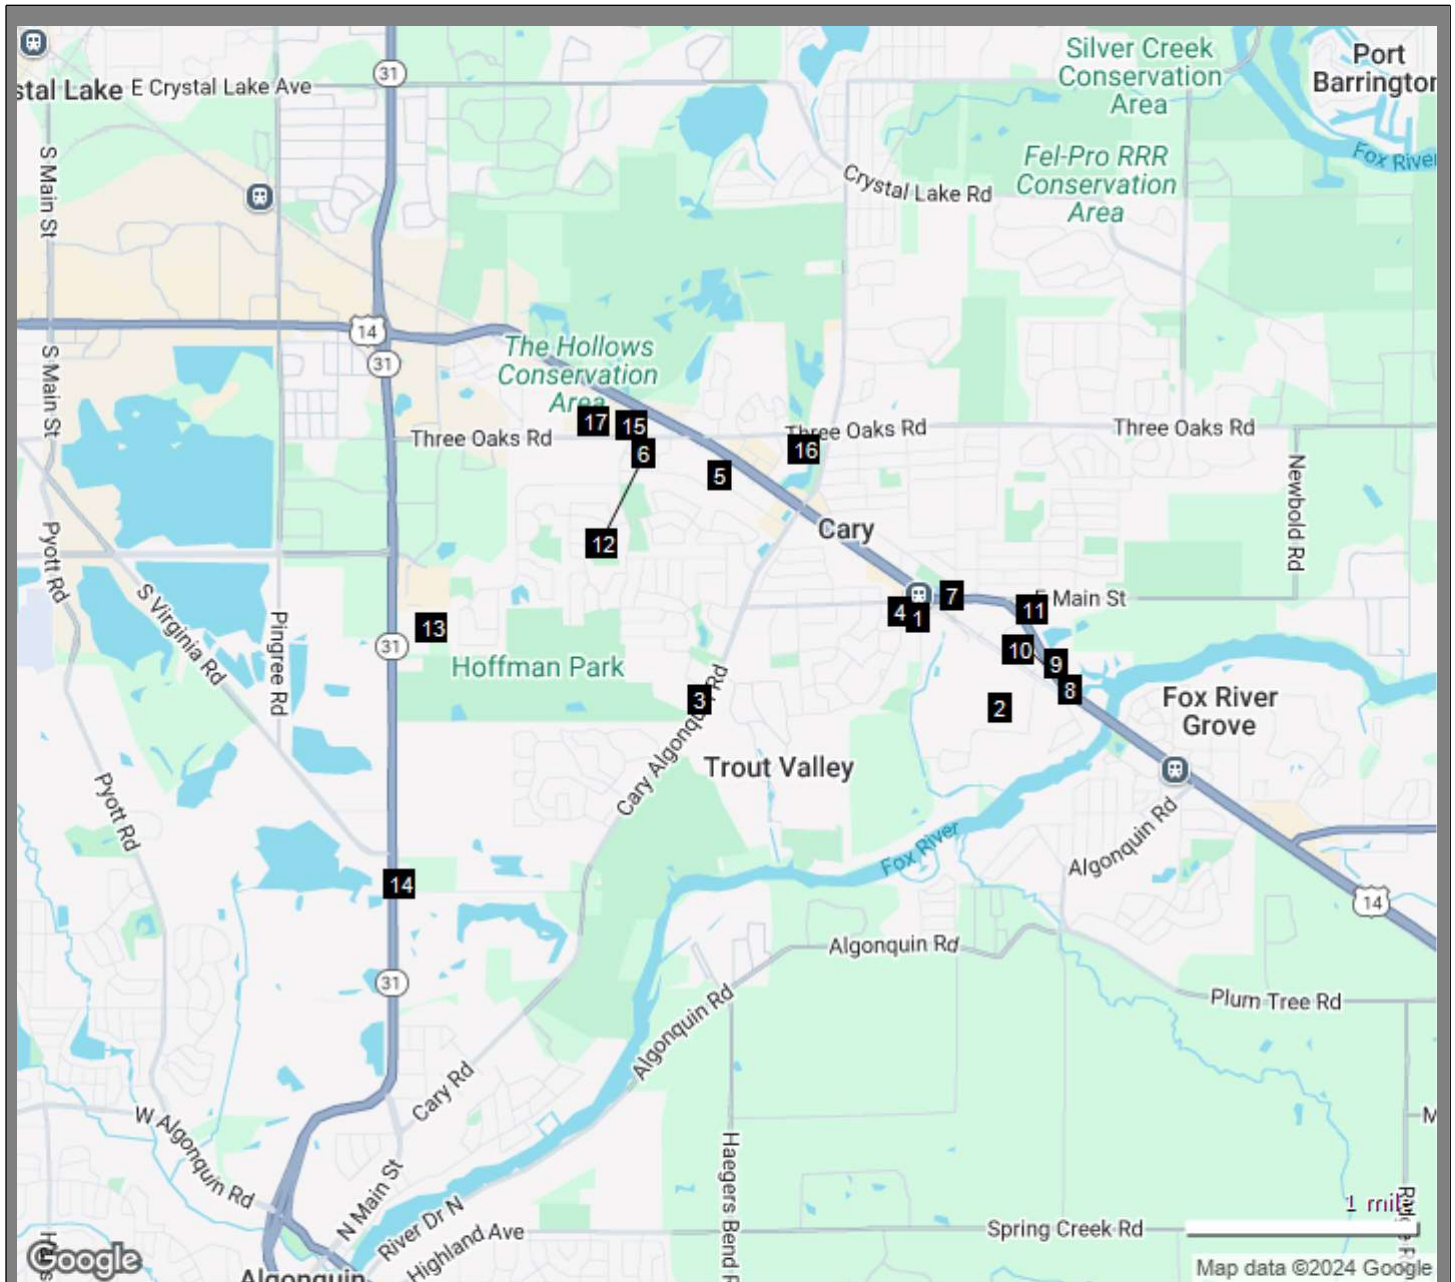 Silver Creek
Conservation
Area
Port
Barrington
stal Lake
E Crystal Lake Ave
31
S Main St
Fox River
Fel-Pro RRR
Conservation
Area
Crystal Lake Rd
S Main St
14
31
The Hollows
Conservation
Area
17
15
Three Oaks Rd
Three Oaks Rd
Three Oaks Rd
6
16
5
Newbold Rd
Cary
12
Pyott Rd
S Virginia Rd
Pingree Rd
4
1
7
11
E Main St
13
31
10
9
8
Hoffman Park
3
2
Fox River
Grove
Cary Algonquin Rd
Trout Valley
Pyott Rd
Algonquin Rd
Fox River
14
14
Algonquin Rd
31
Algonquin Rd
Plum Tree Rd
Cary Rd
W Algonquin Rd
N Main St
Haegers Bend R
M
1 mile
River Dr N
Highland Ave
Spring Creek Rd
Google
Algonquin
Map data ©2024 Google